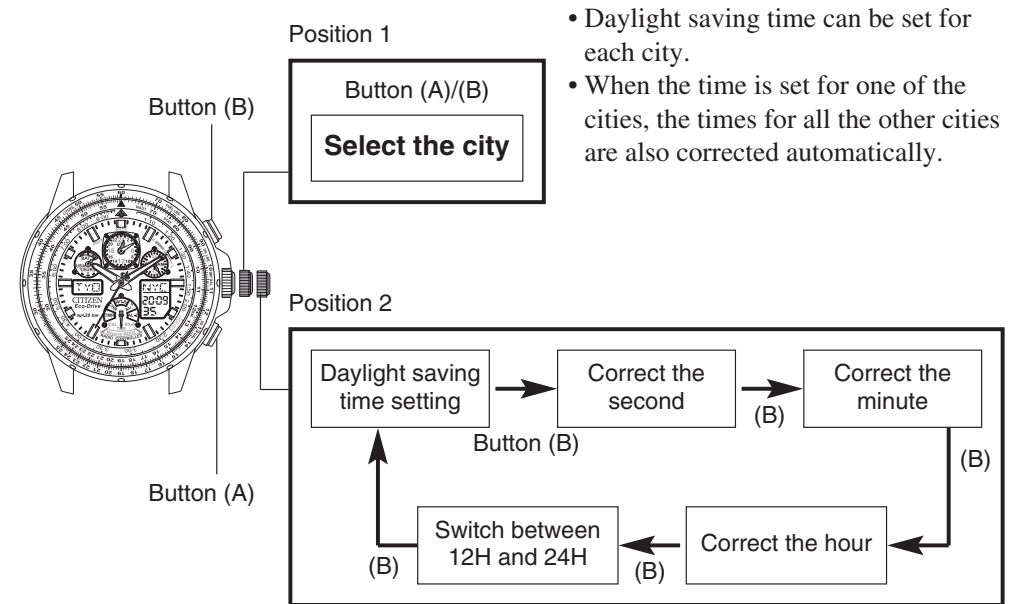 • Daylight saving time can be set for
each city.
• When the time is set for one of the
cities, the times for all the other cities
are also corrected automatically.
Position 1
Button (A)/(B)
Select the city
Button (B)
TYO
NYC
CITIZEN
20:09
Eco-Drive
35
Button (A)
Position 2
Daylight saving
time setting
Button (B)
Correct the
second
(B)
Correct the
minute
(B)
Correct the hour
(B)
Switch between
12H and 24H
(B)